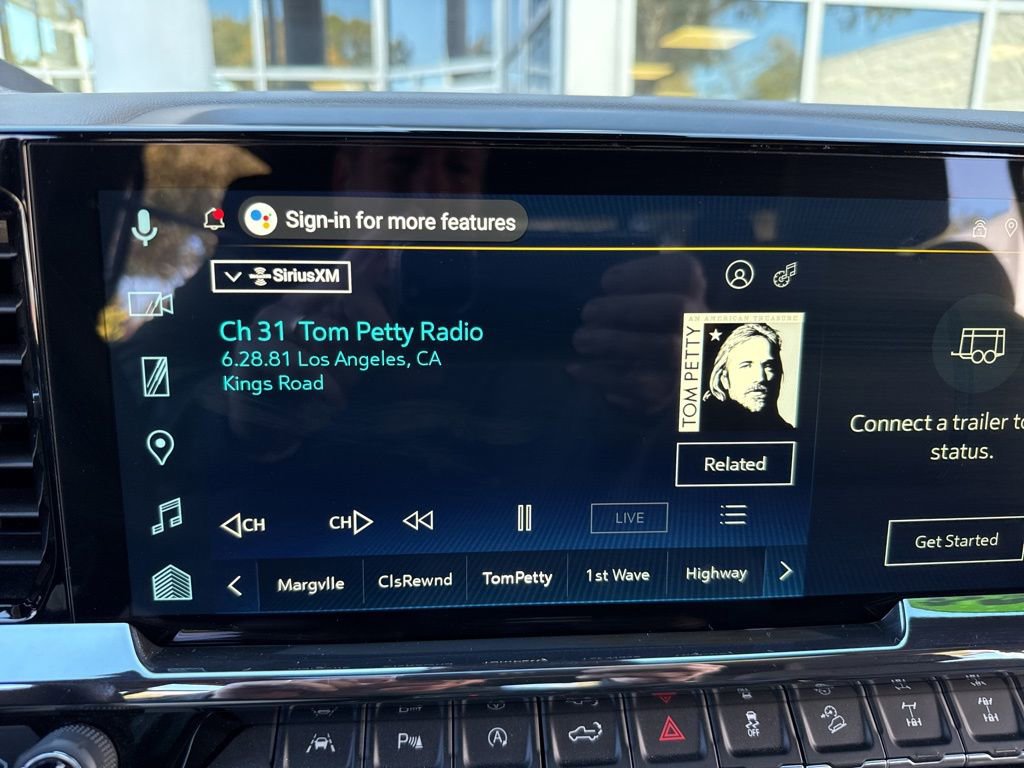 Sign-in for more features
SiriusXM
Ch 31 Tom Petty Radio
6.28.81 Los Angeles, CA
Kings Road
AN AMERICAN TREASURE
TOM PETTY
Related
Connect a trailer
status.
CH
CH
LIVE
Get Started
Margvlle
ClsRewnd
TomPetty
1st Wave
Highway
P
A
OFF